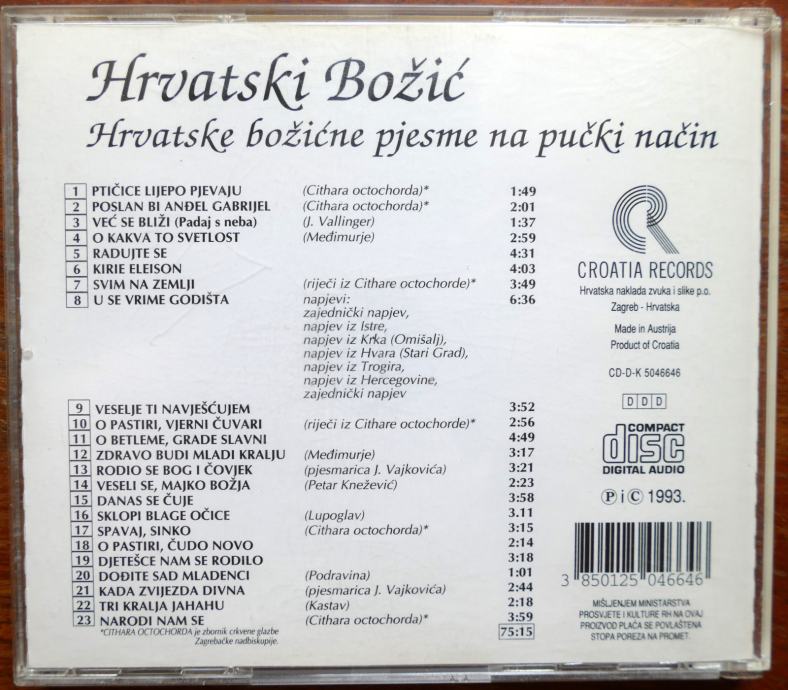 Hrvatski Božić
Hrvatske božićne pjesme na pučki način
1 PTIČICE LIJEPO PJEVAJU (Cithara octochorda)* 1:49
2 POSLAN BI ANĐEL GABRIJEL (Cithara octochorda)* 2:01
3 VEĆ SE BLIŽI (Padaj s neba) (J. Vallinger) 1:37
4 O KAKVA TO SVETLOST (Međimurje) 2:59
5 RADUJTE SE 4:31
6 KIRIE ELEISON 4:03
7 SVIM NA ZEMLJI (riječi iz Cithare octochorde)* 3:49
8 U SE VRIME GODIŠTA napjevi: 6:36
zajednički napjev,
napjev iz Istre,
napjev iz Krka (Omišalj),
napjev iz Hvara (Stari Grad),
napjev iz Trogira,
napjev iz Hercegovine,
zajednički napjev
9 VESELJE TI NAVJEŠĆUJEM 3:52
10 O PASTIRI, VJERNI ČUVARI (riječi iz Cithare octochorde)* 2:56
11 O BETLEME, GRADE SLAVNI 4:49
12 ZDRAVO BUDI MLADI KRALJU (Međimurje) 3:17
13 RODIO SE BOG I ČOVJEK (pjesmarica J. Vajkovića) 3:21
14 VESELI SE, MAJKO BOŽJA (Petar Knežević) 2:23
15 DANAS SE ČUJE 3:58
16 SKLOPI BLAGE OČICE (Lupoglav) 3.11
17 SPAVAJ, SINKO (Cithara octochorda)* 3:15
18 O PASTIRI, ČUDO NOVO 2:14
19 DJETEŠCE NAM SE RODILO 3:18
20 DOĐITE SAD MLADENCI (Podravina) 1:01
21 KADA ZVIJEZDA DIVNA (pjesmarica J. Vajkovića) 2:44
22 TRI KRALJA JAHAHU (Kastav) 2:18
23 NARODI NAM SE (Cithara octochorda)* 3:59
*CITHARA OCTOCHORDA je zbornik crkvene glazbe
Zagrebačke nadbiskupije.
75:15
CROATIA RECORDS
Hrvatska naklada zvuka i slike p.o.
Zagreb - Hrvatska
Made in Austrija
Product of Croatia
CD-D-K 5046646
D D D
COMPACT
disc
DIGITAL AUDIO
Ⓟ i © 1993.
3 850125 046646
MIŠLJENJEM MINISTARSTVA
PROSVJETE I KULTURE RH NA OVAJ
PROIZVOD PLAĆA SE POVLAŠTENA
STOPA POREZA NA PROMET.